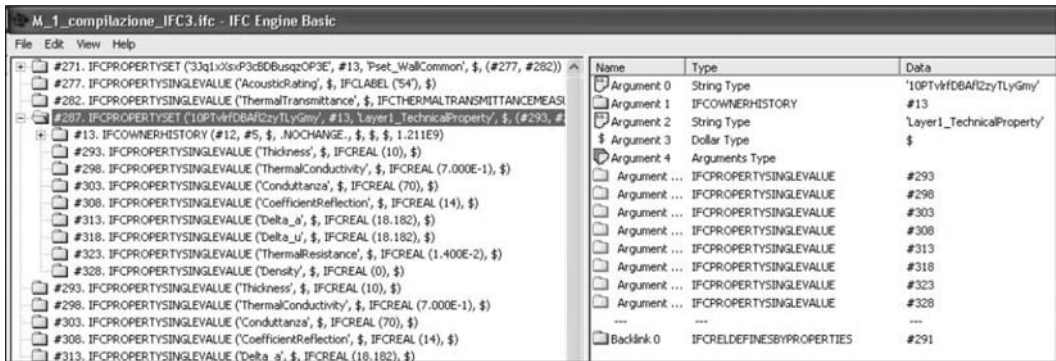 M_1_compilazione_IFC3.ifc - IFC Engine Basic
File Edit View Help
#271. IFCPROPERTYSET ('3Jq1xXsxP3cBDBusqzOP3E', #13, 'Pset_WallCommon', $, (#277, #282))
#277. IFCPROPERTYSINGLEVALUE ('AcousticRating', $, IFCLABEL ('54'), $)
#282. IFCPROPERTYSINGLEVALUE ('ThermalTransmittance', $, IFCTHERMALTRANSMITTANCEMEASU
#287. IFCPROPERTYSET ('10PTvlrfDBAfl2zyTLyGmy', #13, 'Layer1_TechnicalProperty', $, (#293, #
#13. IFCOWNERHISTORY (#12, #5, $, .NOCHANGE., $, $, $, 1.211E9)
#293. IFCPROPERTYSINGLEVALUE ('Thickness', $, IFCREAL (10), $)
#298. IFCPROPERTYSINGLEVALUE ('ThermalConductivity', $, IFCREAL (7.000E-1), $)
#303. IFCPROPERTYSINGLEVALUE ('Conduttanza', $, IFCREAL (70), $)
#308. IFCPROPERTYSINGLEVALUE ('CoefficientReflection', $, IFCREAL (14), $)
#313. IFCPROPERTYSINGLEVALUE ('Delta_a', $, IFCREAL (18.182), $)
#318. IFCPROPERTYSINGLEVALUE ('Delta_u', $, IFCREAL (18.182), $)
#323. IFCPROPERTYSINGLEVALUE ('ThermalResistance', $, IFCREAL (1.400E-2), $)
#328. IFCPROPERTYSINGLEVALUE ('Density', $, IFCREAL (0), $)
#293. IFCPROPERTYSINGLEVALUE ('Thickness', $, IFCREAL (10), $)
#298. IFCPROPERTYSINGLEVALUE ('ThermalConductivity', $, IFCREAL (7.000E-1), $)
#303. IFCPROPERTYSINGLEVALUE ('Conduttanza', $, IFCREAL (70), $)
#308. IFCPROPERTYSINGLEVALUE ('CoefficientReflection', $, IFCREAL (14), $)
#313. IFCPROPERTYSINGLEVALUE ('Delta_a', $, IFCREAL (18.182), $)
Name Type Data
Argument 0 String Type '10PTvlrfDBAfl2zyTLyGmy'
Argument 1 IFCOWNERHISTORY #13
Argument 2 String Type 'Layer1_TechnicalProperty'
$ Argument 3 Dollar Type $
Argument 4 Arguments Type
Argument ... IFCPROPERTYSINGLEVALUE #293
Argument ... IFCPROPERTYSINGLEVALUE #298
Argument ... IFCPROPERTYSINGLEVALUE #303
Argument ... IFCPROPERTYSINGLEVALUE #308
Argument ... IFCPROPERTYSINGLEVALUE #313
Argument ... IFCPROPERTYSINGLEVALUE #318
Argument ... IFCPROPERTYSINGLEVALUE #323
Argument ... IFCPROPERTYSINGLEVALUE #328
--- --- ---
Backlink 0 IFCRELDEFINESBYPROPERTIES #291